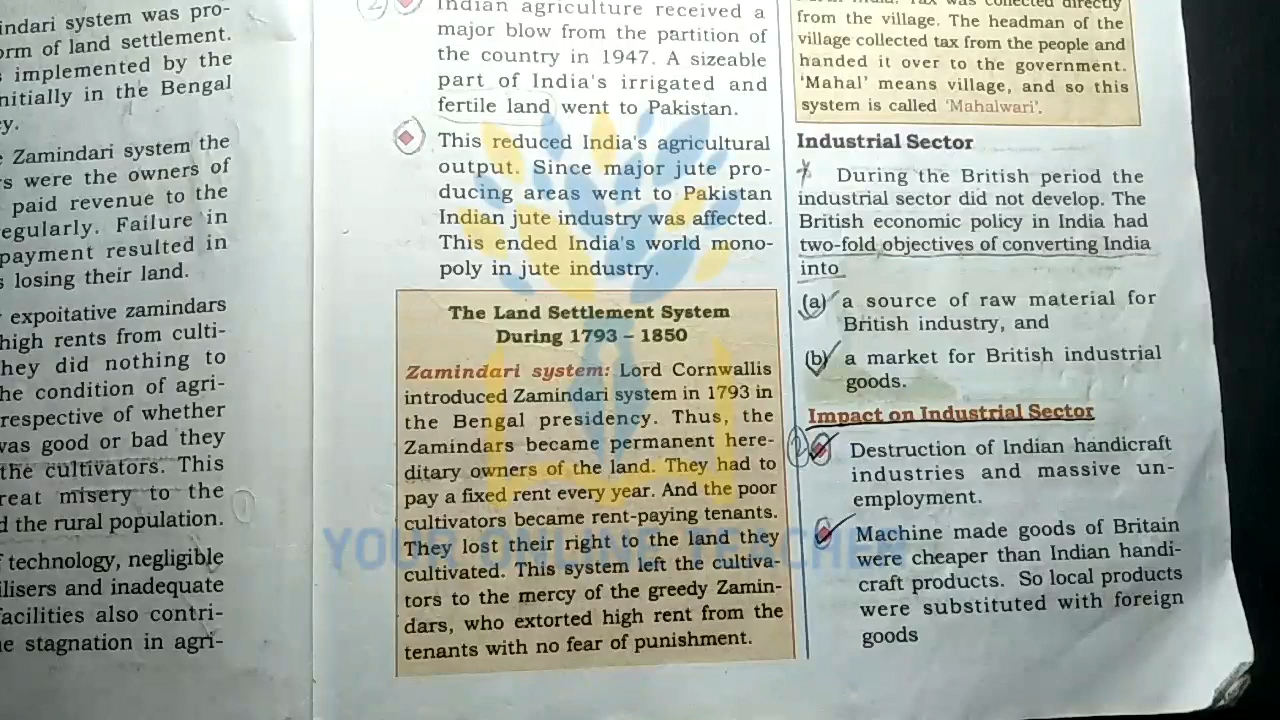 indari system was pro-
orm of land settlement.
implemented by the
nitially in the Bengal
cy.
Zamindari system the
rs were the owners of
paid revenue to the
egularly. Failure in
payment resulted in
losing their land.
expoitative zamindars
high rents from culti-
hey did nothing to
he condition of agri-
respective of whether
was good or bad they
the cultivators. This
reat misery to the
d the rural population.
technology, negligible
ilisers and inadequate
facilities also contri-
e stagnation in agri-
2
Indian agriculture received a
major blow from the partition of
the country in 1947. A sizeable
part of India's irrigated and
fertile land went to Pakistan.
This reduced India's agricultural
output. Since major jute pro-
ducing areas went to Pakistan
Indian jute industry was affected.
This ended India's world mono-
poly in jute industry.
The Land Settlement System
During 1793 – 1850
Zamindari system: Lord Cornwallis
introduced Zamindari system in 1793 in
the Bengal presidency. Thus, the
Zamindars became permanent here-
ditary owners of the land. They had to
pay a fixed rent every year. And the poor
cultivators became rent-paying tenants.
They lost their right to the land they
cultivated. This system left the cultiva-
tors to the mercy of the greedy Zamin-
dars, who extorted high rent from the
tenants with no fear of punishment.
Tax was collected directly
from the village. The headman of the
village collected tax from the people and
handed it over to the government.
'Mahal' means village, and so this
system is called 'Mahalwari'.
Industrial Sector
During the British period the
industrial sector did not develop. The
British economic policy in India had
two-fold objectives of converting India
into
(a) a source of raw material for
British industry, and
(b) a market for British industrial
goods.
Impact on Industrial Sector
Destruction of Indian handicraft
industries and massive un-
employment.
Machine made goods of Britain
were cheaper than Indian handi-
craft products. So local products
were substituted with foreign
goods
YOUR ONLINE TEACHER